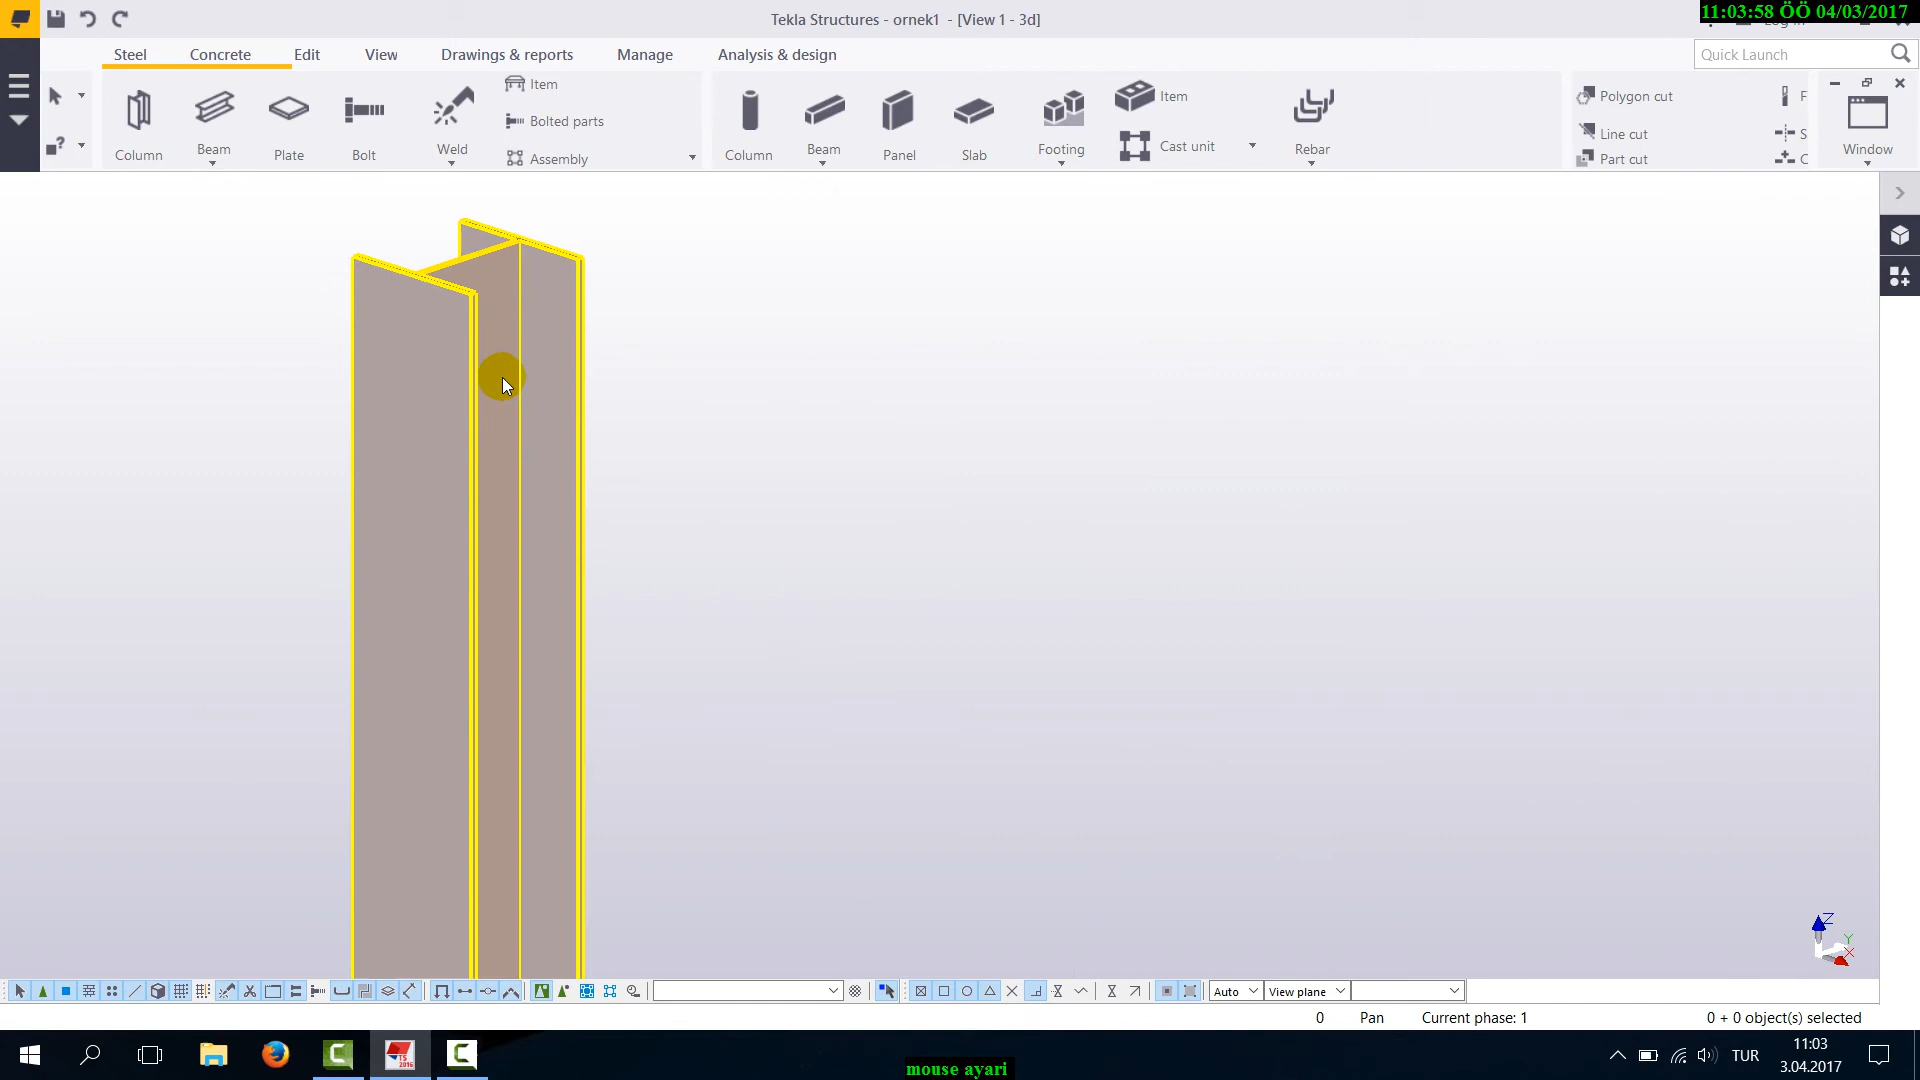 Tekla Structures - ornek1 - [View 1 - 3d]
11:03:58 ÖÖ 04/03/2017
Steel Concrete Edit View Drawings & reports Manage Analysis & design
Quick Launch
Item
Bolted parts
Assembly
Column Beam Plate Bolt Weld
Item
Cast unit
Column Beam Panel Slab Footing Rebar
Polygon cut F
Line cut S
Part cut C
Window
Z
Y
X
Auto View plane
0 Pan Current phase: 1 0 + 0 object(s) selected
TS 2016
TUR
11:03
3.04.2017
mouse ayari